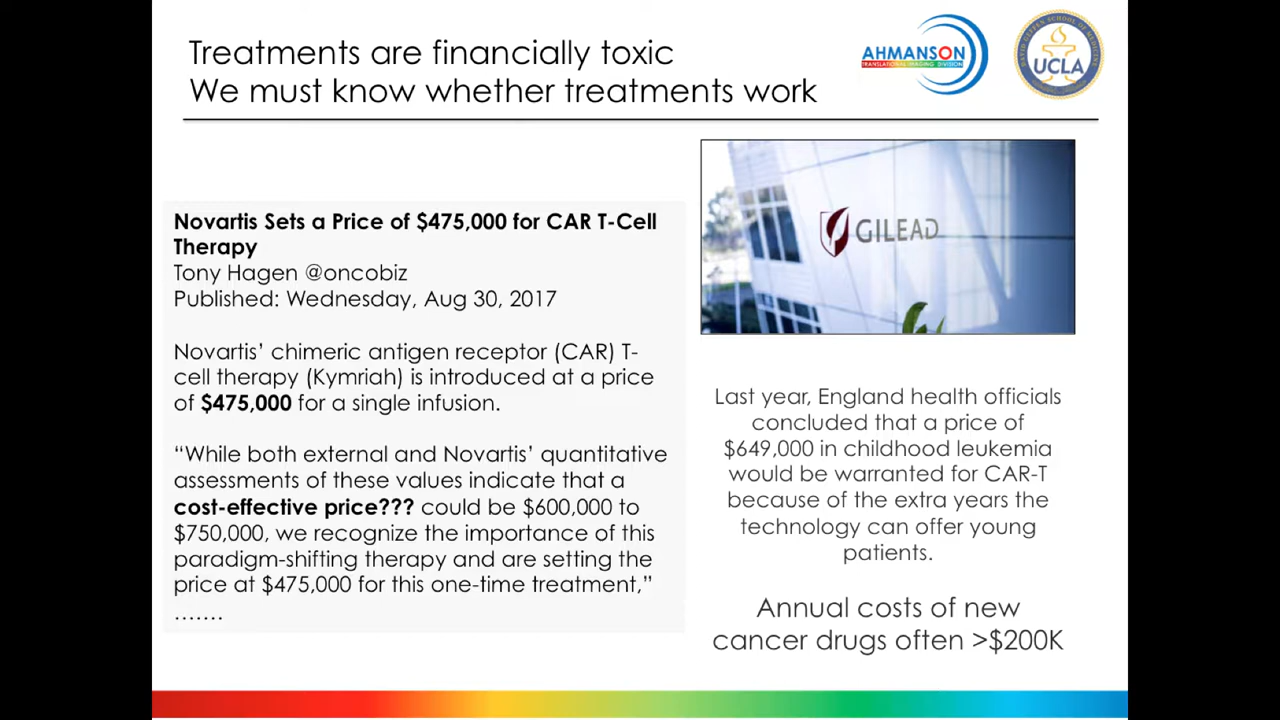 Treatments are financially toxic
We must know whether treatments work
AHMANSON
TRANSLATIONAL IMAGING DIVISION
UCLA
Novartis Sets a Price of $475,000 for CAR T-Cell
Therapy
Tony Hagen @oncobiz
Published: Wednesday, Aug 30, 2017
Novartis’ chimeric antigen receptor (CAR) T-
cell therapy (Kymriah) is introduced at a price
of $475,000 for a single infusion.
“While both external and Novartis’ quantitative
assessments of these values indicate that a
cost-effective price??? could be $600,000 to
$750,000, we recognize the importance of this
paradigm-shifting therapy and are setting the
price at $475,000 for this one-time treatment,”
…….
GILEAD
Last year, England health officials
concluded that a price of
$649,000 in childhood leukemia
would be warranted for CAR-T
because of the extra years the
technology can offer young
patients.
Annual costs of new
cancer drugs often >$200K